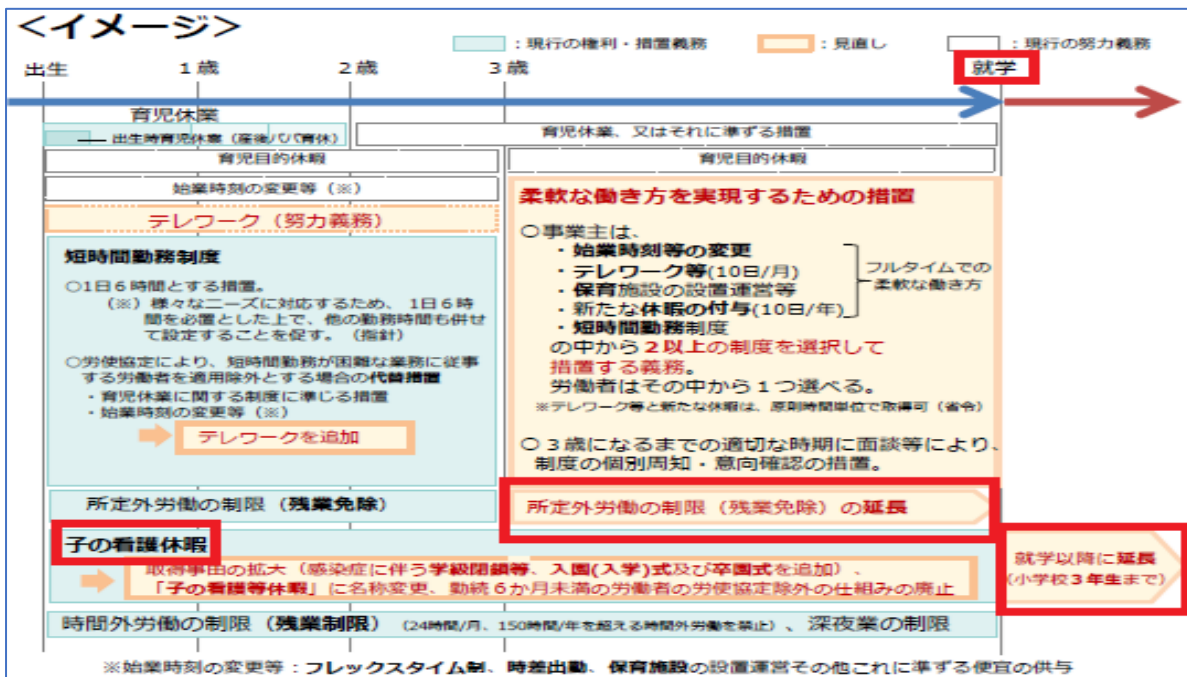 ＜イメージ＞
：現行の権利・措置義務
：見直し
：現行の努力義務
出生
１歳
２歳
３歳
就学
育児休業
出生時育児休業（産後パパ育休）
育児休業、又はそれに準ずる措置
育児目的休暇
育児目的休暇
始業時刻の変更等（※）
テレワーク（努力義務）
短時間勤務制度
○1日６時間とする措置。
（※）様々なニーズに対応するため、１日６時
間を必置とした上で、他の勤務時間も併せ
て設定することを促す。（指針）
○労使協定により、短時間勤務が困難な業務に従事
する労働者を適用除外とする場合の代替措置
・育児休業に関する制度に準じる措置
・始業時刻の変更等（※）
テレワークを追加
柔軟な働き方を実現するための措置
○事業主は、
・始業時刻等の変更
・テレワーク等(10日/月)
・保育施設の設置運営等
・新たな休暇の付与(10日/年)
・短時間勤務制度
フルタイムでの
柔軟な働き方
の中から２以上の制度を選択して
措置する義務。
労働者はその中から１つ選べる。
※テレワーク等と新たな休暇は、原則時間単位で取得可（省令）
○３歳になるまでの適切な時期に面談等により、
制度の個別周知・意向確認の措置。
所定外労働の制限（残業免除）
所定外労働の制限（残業免除）の延長
子の看護休暇
取得事由の拡大（感染症に伴う学級閉鎖等、入園(入学)式及び卒園式を追加）、
「子の看護等休暇」に名称変更、勤続６か月未満の労働者の労使協定除外の仕組みの廃止
就学以降に延長
(小学校３年生まで)
時間外労働の制限（残業制限）（24時間/月、150時間/年を超える時間外労働を禁止）、深夜業の制限
※始業時刻の変更等：フレックスタイム制、時差出勤、保育施設の設置運営その他これに準ずる便宜の供与